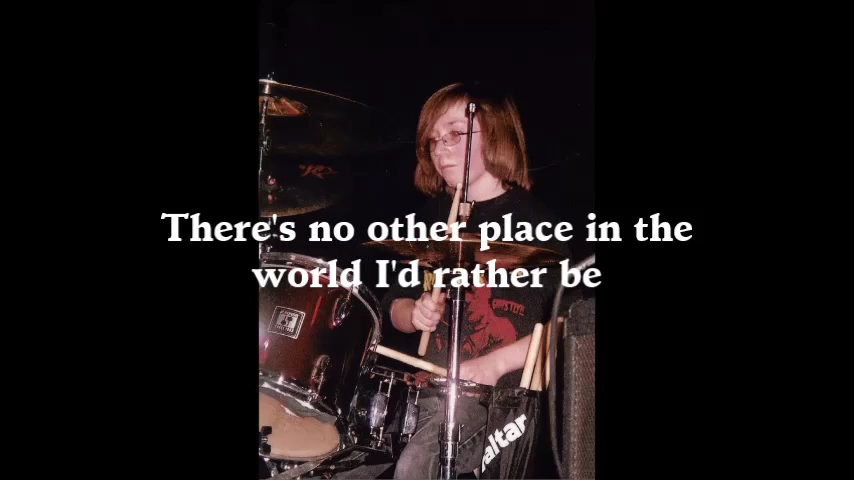 There's no other place in the
world I'd rather be
altar